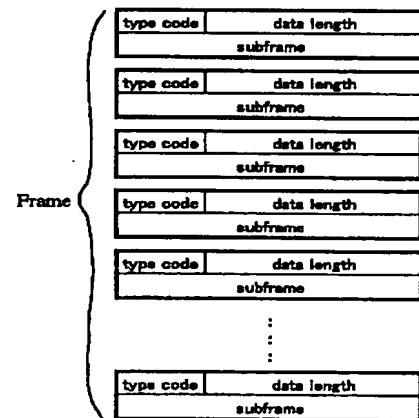 type code data length
subframe
type code data length
subframe
type code data length
subframe
Frame
type code data length
subframe
type code data length
subframe
type code data length
subframe